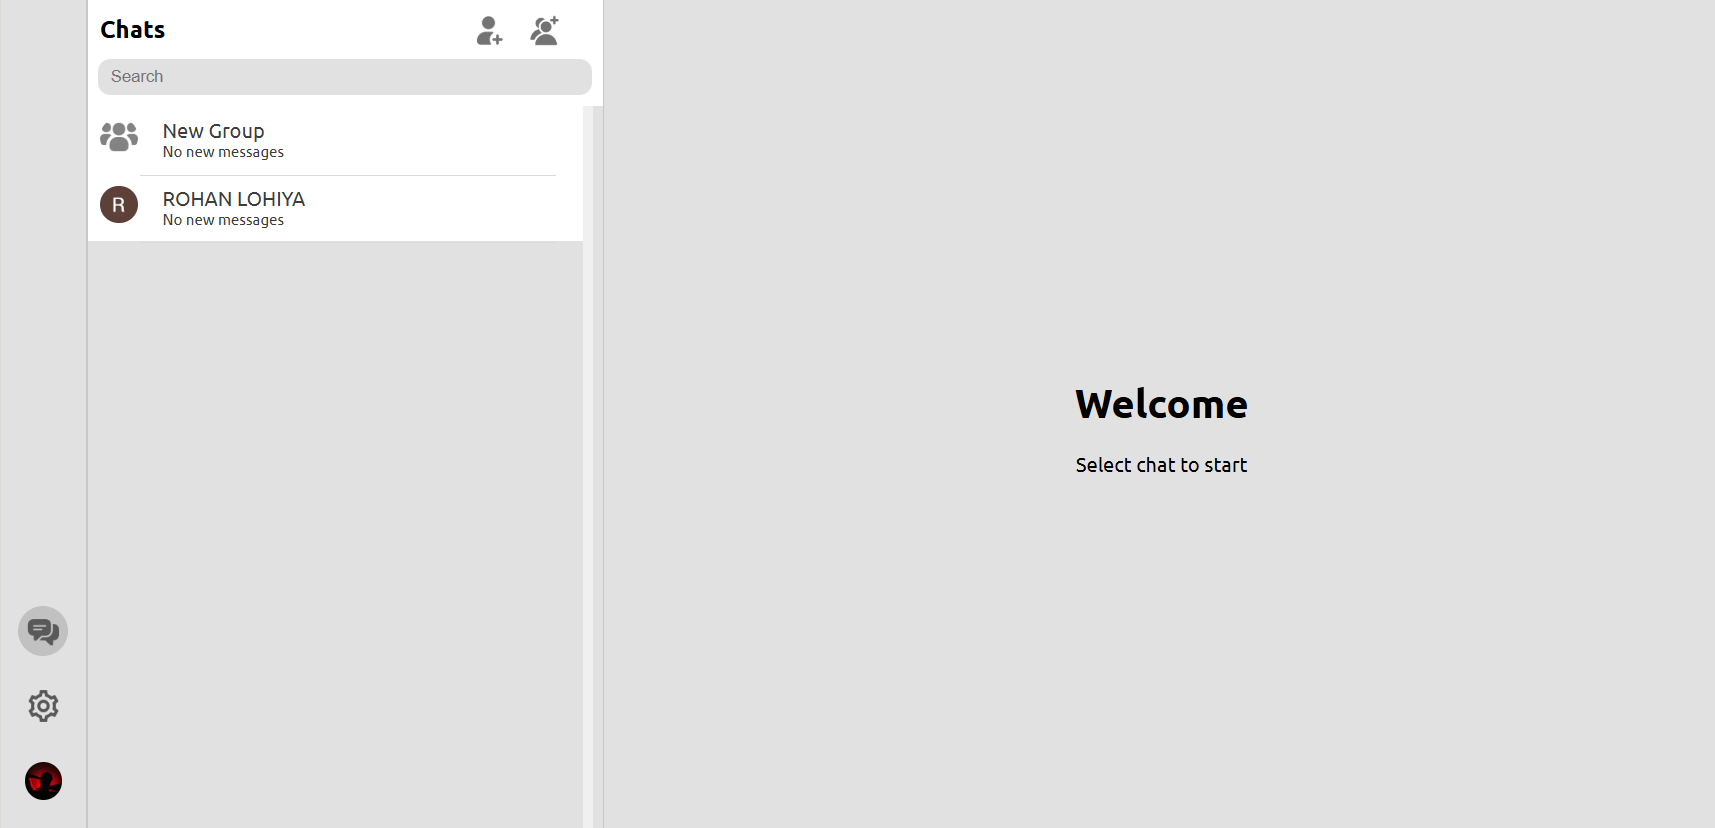 Chats
Search
New Group
No new messages
R
ROHAN LOHIYA
No new messages
Welcome
Select chat to start